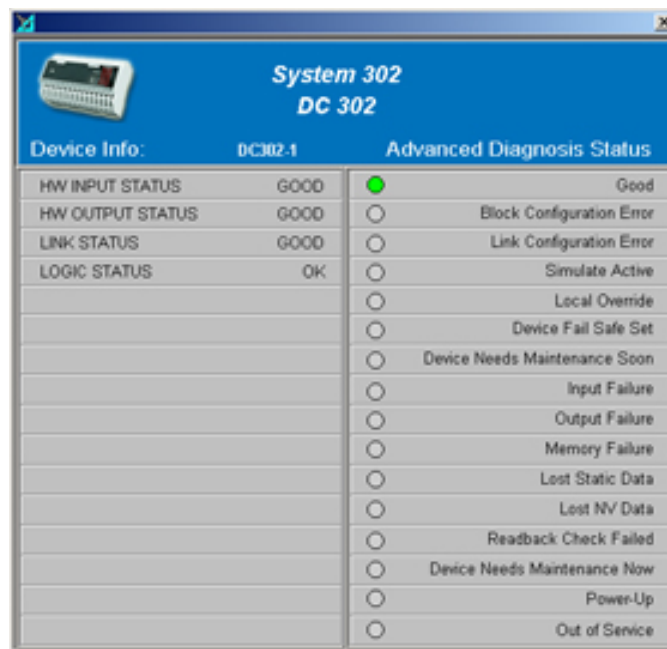 System 302
DC 302
Device Info: DC302-1 Advanced Diagnosis Status
HW INPUT STATUS GOOD Good
HW OUTPUT STATUS GOOD Block Configuration Error
LINK STATUS GOOD Link Configuration Error
LOGIC STATUS OK Simulate Active
Local Override
Device Fail Safe Set
Device Needs Maintenance Soon
Input Failure
Output Failure
Memory Failure
Lost Static Data
Lost NV Data
Readback Check Failed
Device Needs Maintenance Now
Power-Up
Out of Service